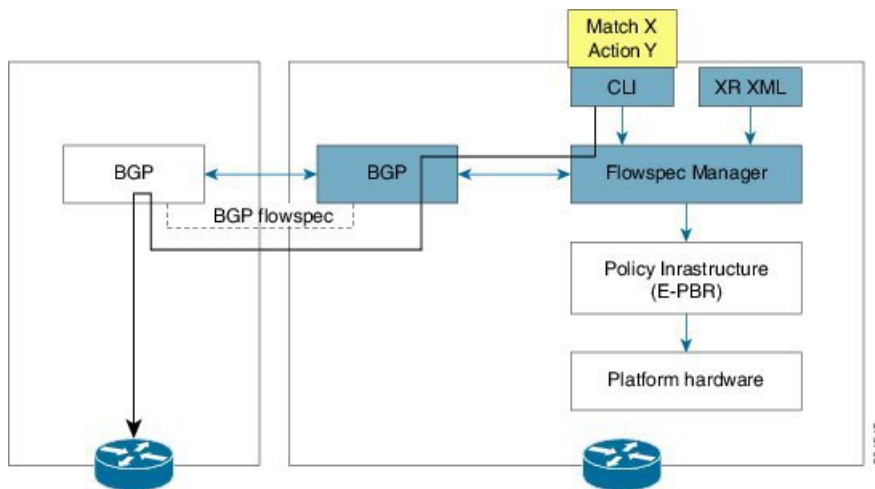 Match X
Action Y
CLI
XR XML
BGP
BGP
Flowspec Manager
BGP flowspec
Policy Inrastructure
(E-PBR)
Platform hardware